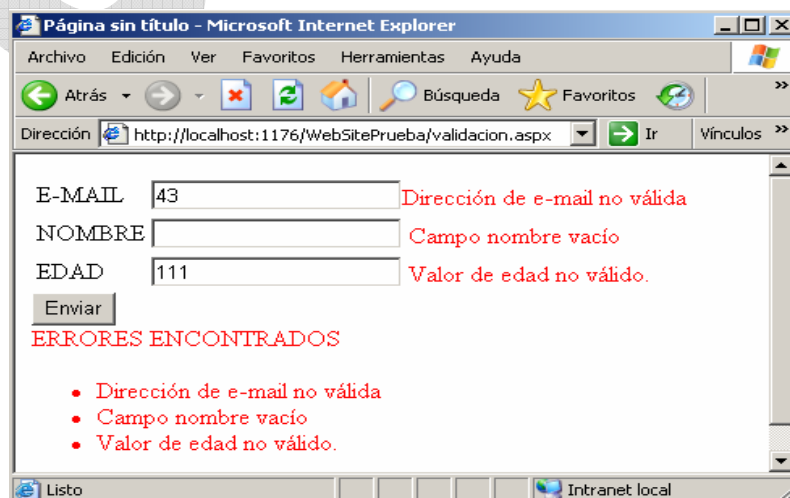 Página sin título - Microsoft Internet Explorer
Archivo Edición Ver Favoritos Herramientas Ayuda
Atrás Búsqueda Favoritos »
Dirección http://localhost:1176/WebSitePrueba/validacion.aspx Ir Vínculos »
E-MAIL 43 Dirección de e-mail no válida
NOMBRE Campo nombre vacío
EDAD 111 Valor de edad no válido.
Enviar
ERRORES ENCONTRADOS
• Dirección de e-mail no válida
• Campo nombre vacío
• Valor de edad no válido.
Listo Intranet local